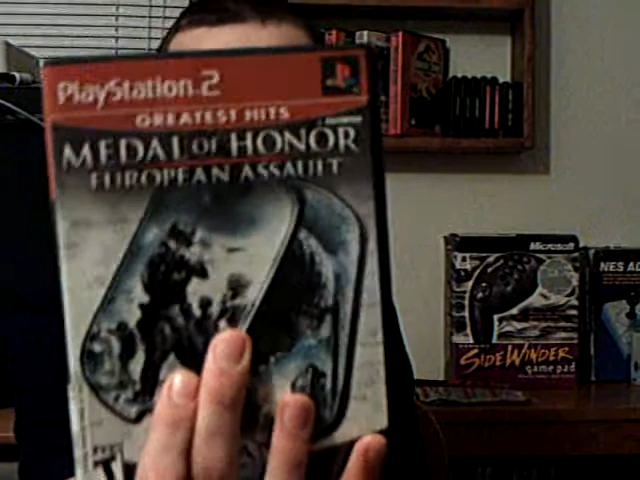 PlayStation 2
GREATEST HITS
MEDAL OF HONOR
EUROPEAN ASSAULT
T
Microsoft
SIDEWINDER
game pad
NES AD